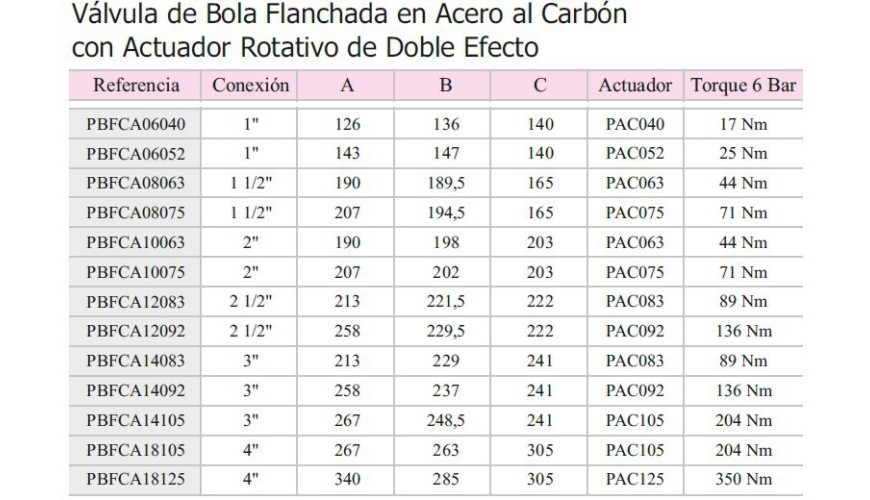 Válvula de Bola Flanchada en Acero al Carbón
con Actuador Rotativo de Doble Efecto
Referencia Conexión A B C Actuador Torque 6 Bar
PBFCA06040 1" 126 136 140 PAC040 17 Nm
PBFCA06052 1" 143 147 140 PAC052 25 Nm
PBFCA08063 1 1/2" 190 189,5 165 PAC063 44 Nm
PBFCA08075 1 1/2" 207 194,5 165 PAC075 71 Nm
PBFCA10063 2" 190 198 203 PAC063 44 Nm
PBFCA10075 2" 207 202 203 PAC075 71 Nm
PBFCA12083 2 1/2" 213 221,5 222 PAC083 89 Nm
PBFCA12092 2 1/2" 258 229,5 222 PAC092 136 Nm
PBFCA14083 3" 213 229 241 PAC083 89 Nm
PBFCA14092 3" 258 237 241 PAC092 136 Nm
PBFCA14105 3" 267 248,5 241 PAC105 204 Nm
PBFCA18105 4" 267 263 305 PAC105 204 Nm
PBFCA18125 4" 340 285 305 PAC125 350 Nm